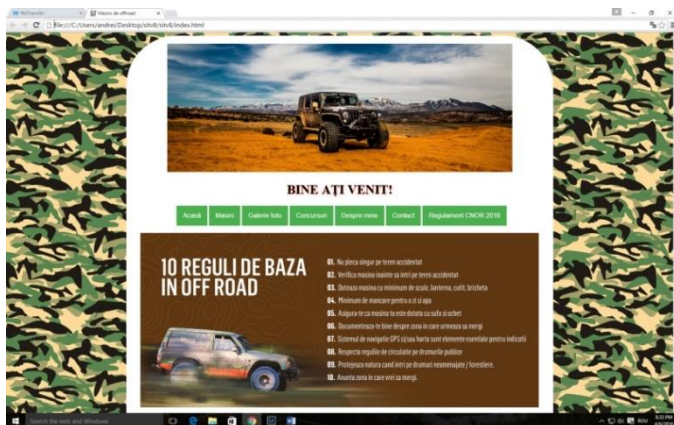 WeTransfer
Masini de offroad
file:///C:/Users/andrei/Desktop/sitv8/sitv8/index.html
BINE AȚI VENIT!
Acasă Masini Galerie foto Concursuri Despre mine Contact Regulament CNOR 2016
10 REGULI DE BAZA
IN OFF ROAD
01. Nu pleca singur pe teren accidentat
02. Verifica masina inainte sa intri pe teren accidentat
03. Doteaza masina cu minimum de scule, lanterna, cutit, bricheta
04. Minimum de mancare pentru o zi si apa
05. Asigura-te ca masina ta este dotata cu sufa si ochet
06. Documenteaza-te bine despre zona in care urmeaza sa mergi
07. Sistemul de navigatie GPS si/sau harta sunt elemente esentiale pentru indicatii
08. Respecta regulile de circulatie pe drumurile publice
09. Protejeaza natura cand intri pe drumuri neamenajate / forestiere.
10. Anunta zona in care vrei sa mergi.
Search the web and Windows
ROU
8:33 PM